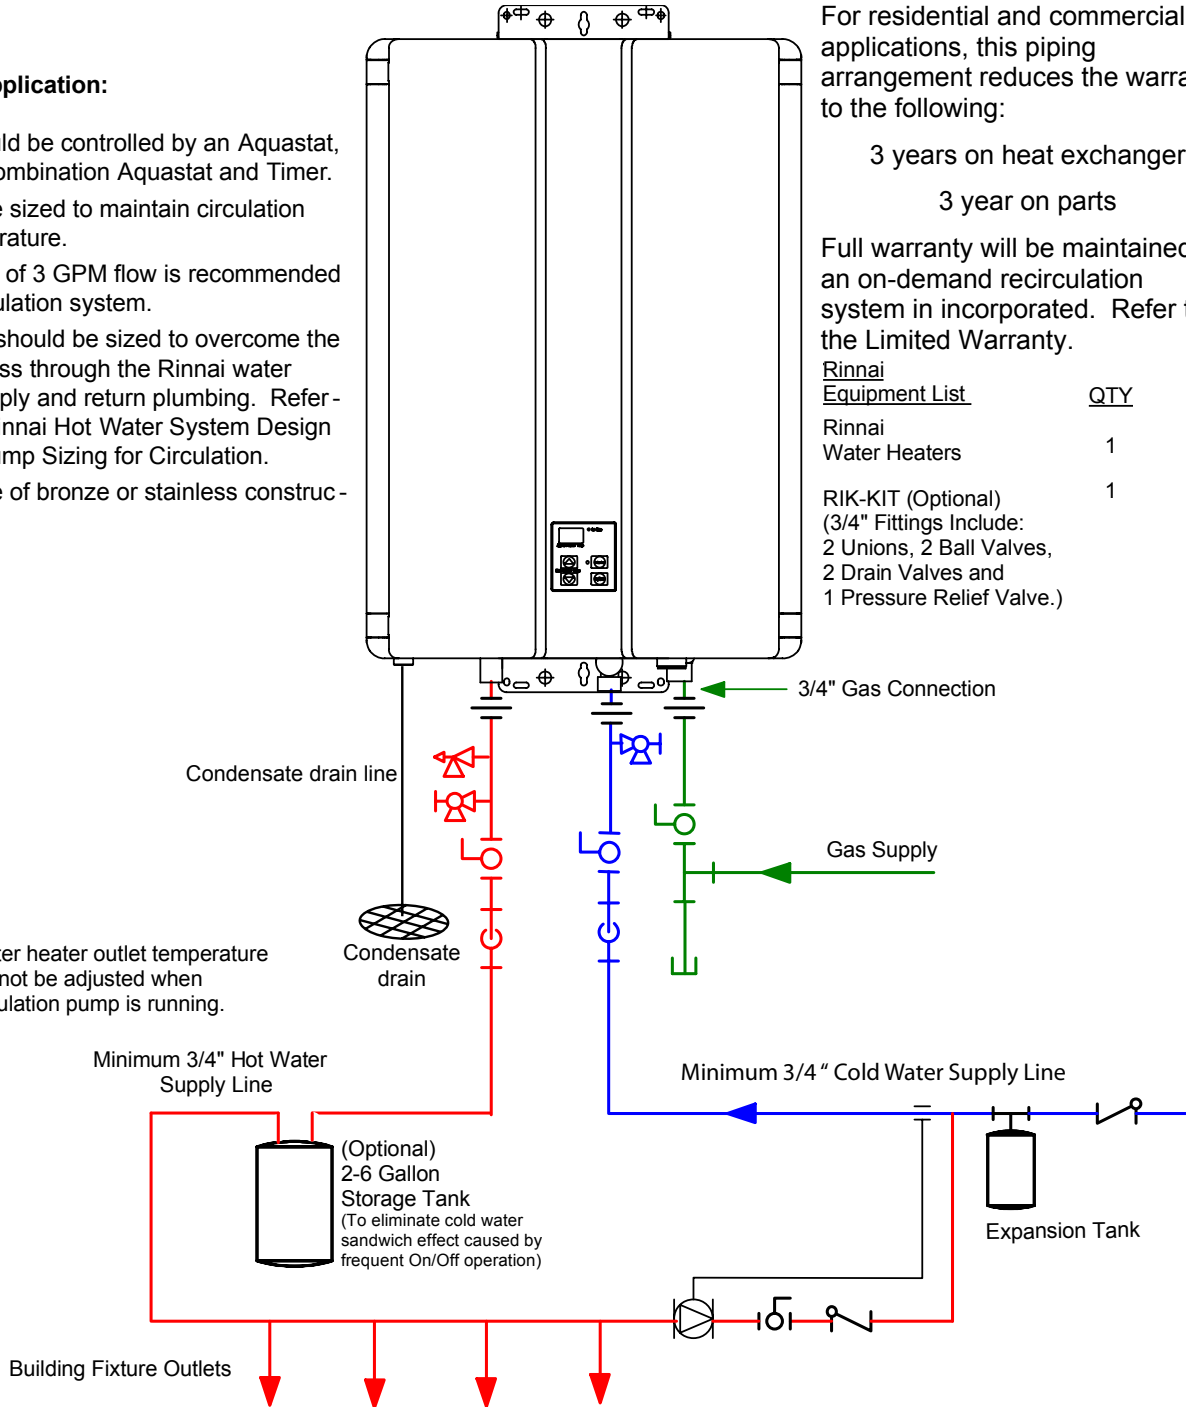 pplication:
uld be controlled by an Aquastat,
ombination Aquastat and Timer.
e sized to maintain circulation
rature.
of 3 GPM flow is recommended
ulation system.
should be sized to overcome the
ss through the Rinnai water
ply and return plumbing. Refer-
innai Hot Water System Design
ump Sizing for Circulation.
e of bronze or stainless construc-
For residential and commercial
applications, this piping
arrangement reduces the warra
to the following:
3 years on heat exchanger
3 year on parts
Full warranty will be maintained
an on-demand recirculation
system in incorporated. Refer t
the Limited Warranty.
Rinnai
Equipment List QTY
Rinnai
Water Heaters 1
RIK-KIT (Optional) 1
(3/4" Fittings Include:
2 Unions, 2 Ball Valves,
2 Drain Valves and
1 Pressure Relief Valve.)
3/4" Gas Connection
Condensate drain line
Gas Supply
Condensate
drain
ter heater outlet temperature
not be adjusted when
ulation pump is running.
Minimum 3/4" Hot Water
Supply Line
Minimum 3/4" Cold Water Supply Line
(Optional)
2-6 Gallon
Storage Tank
(To eliminate cold water
sandwich effect caused by
frequent On/Off operation)
Expansion Tank
Building Fixture Outlets